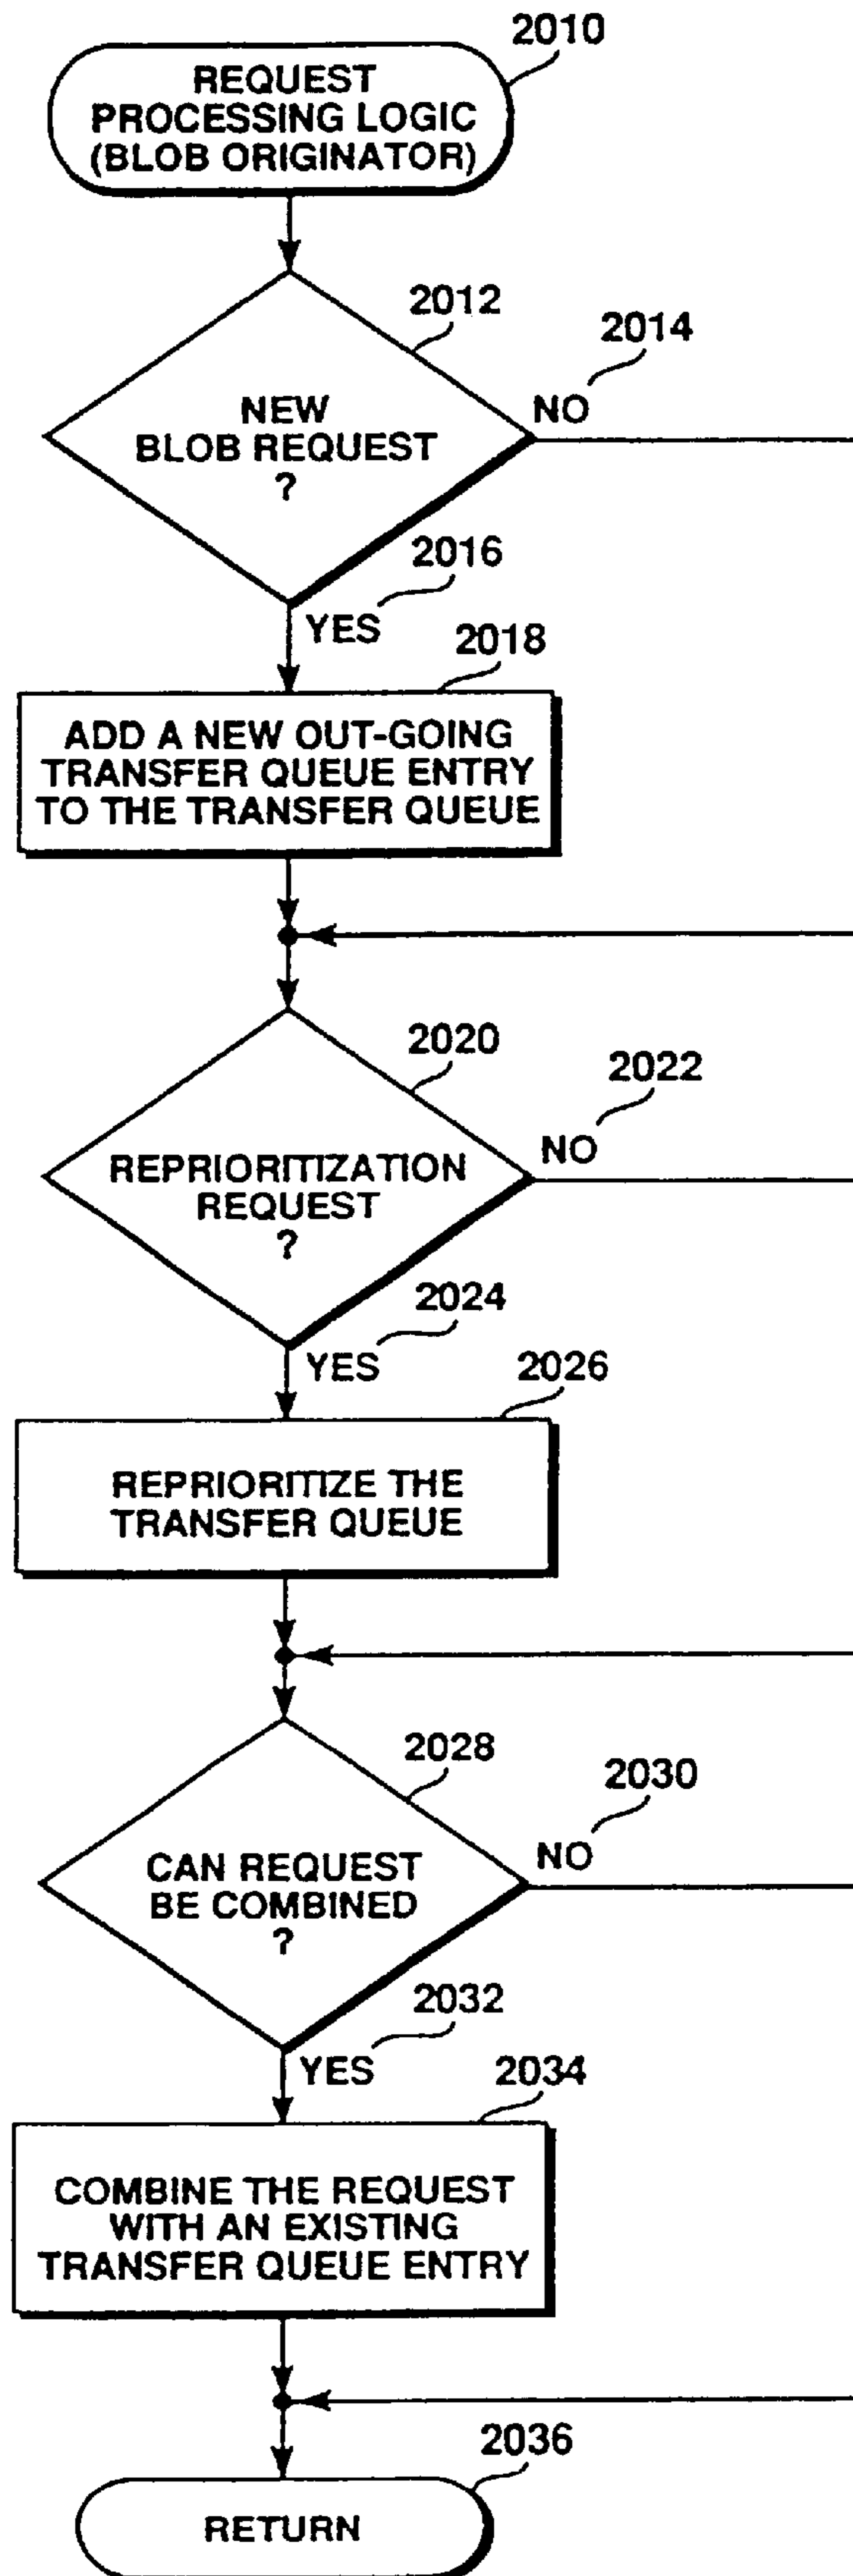 2010
REQUEST
PROCESSING LOGIC
(BLOB ORIGINATOR)
2012
2014
NEW
BLOB REQUEST
?
NO
2016
YES
2018
ADD A NEW OUT-GOING
TRANSFER QUEUE ENTRY
TO THE TRANSFER QUEUE
2020
2022
REPRIORITIZATION
REQUEST
?
NO
2024
YES
2026
REPRIORITIZE THE
TRANSFER QUEUE
2028
2030
CAN REQUEST
BE COMBINED
?
NO
2032
YES
2034
COMBINE THE REQUEST
WITH AN EXISTING
TRANSFER QUEUE ENTRY
2036
RETURN